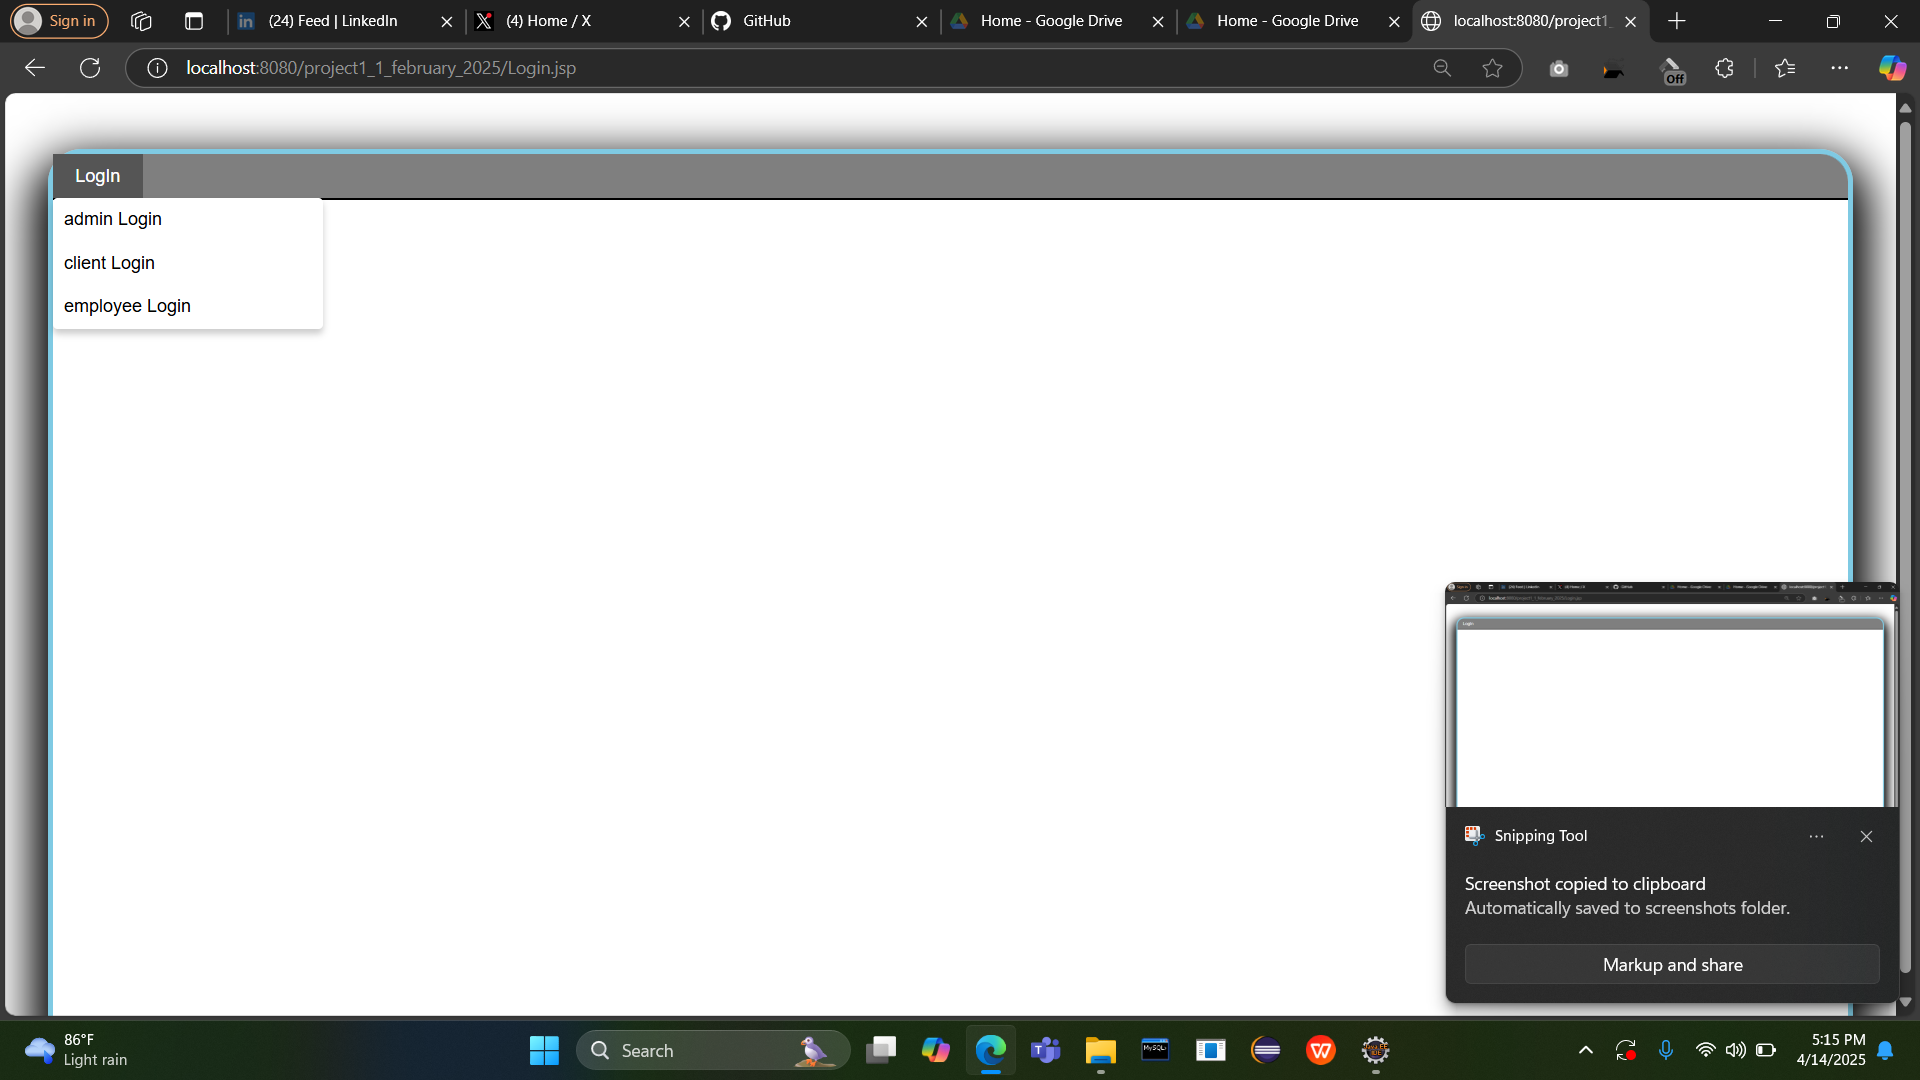 Sign in
(24) Feed | LinkedIn
(4) Home / X
GitHub
Home - Google Drive
Home - Google Drive
localhost:8080/project1_
localhost:8080/project1_1_february_2025/Login.jsp
Off
LogIn
admin Login
client Login
employee Login
Snipping Tool
Screenshot copied to clipboard
Automatically saved to screenshots folder.
Markup and share
86°F
Light rain
Search
MySQL
5:15 PM
4/14/2025